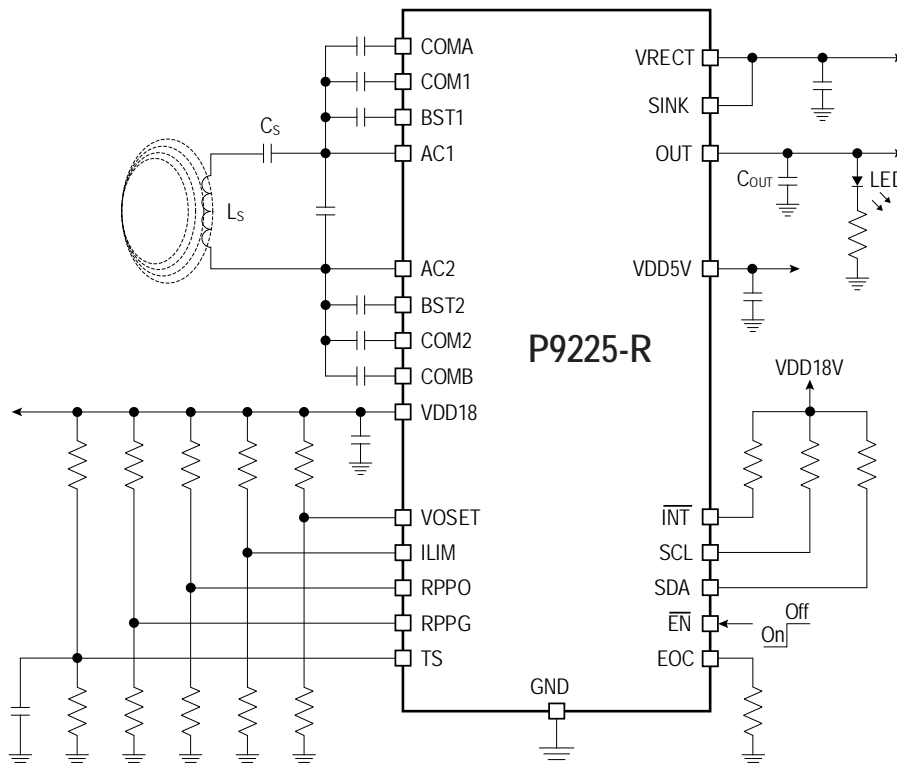 COMA
COM1
BST1
AC1
AC2
BST2
COM2
COMB
VDD18
VOSET
ILIM
RPPO
RPPG
TS
CS
LS
P9225-R
GND
VRECT
SINK
OUT
COUT
LED
VDD5V
VDD18V
INT
SCL
SDA
EN
Off
On
EOC